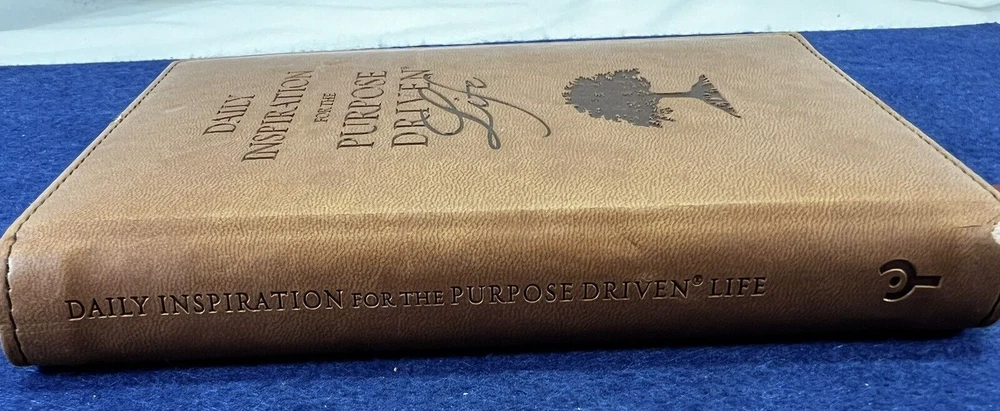 DAILY
INSPIRATION
FOR THE
PURPOSE
DRIVEN®
Life
DAILY INSPIRATION FOR THE PURPOSE DRIVEN® LIFE